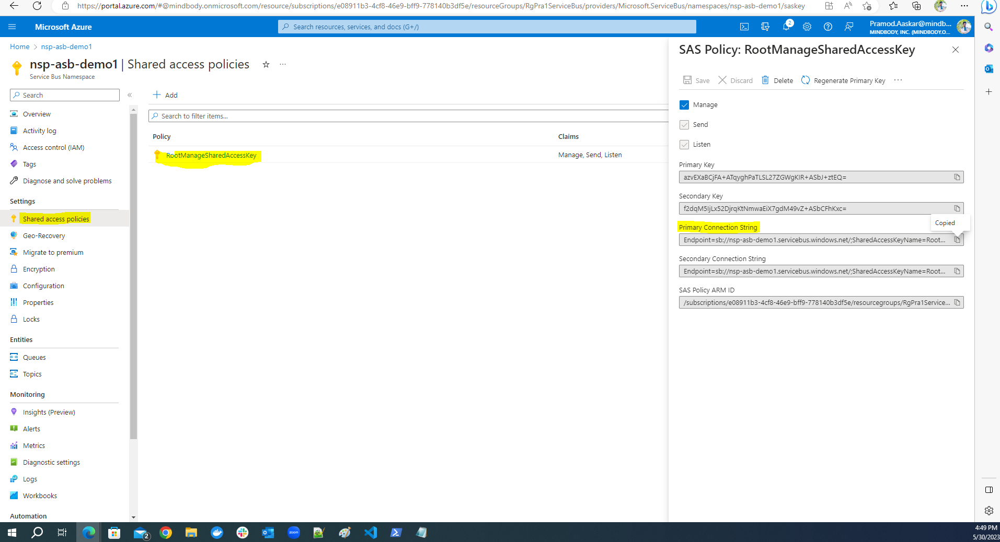 https://portal.azure.com/#@mindbody.onmicrosoft.com/resource/subscriptions/e08911b3-4cf8-46e9-bff9-778140b3df5e/resourceGroups/RgPra1ServiceBus/providers/Microsoft.ServiceBus/namespaces/nsp-asb-demo1/saskey
Microsoft Azure
Search resources, services, and docs (G+/)
2
Pramod.Aaskar@mindb...
MINDBODY, INC. (MINDBODY.O...
Home > nsp-asb-demo1
nsp-asb-demo1 | Shared access policies
Service Bus Namespace
Search
Overview
Activity log
Access control (IAM)
Tags
Diagnose and solve problems
Settings
Shared access policies
Geo-Recovery
Migrate to premium
Encryption
Configuration
Properties
Locks
Entities
Queues
Topics
Monitoring
Insights (Preview)
Alerts
Metrics
Diagnostic settings
Logs
Workbooks
Automation
Add
Search to filter items...
Policy Claims
RootManageSharedAccessKey Manage, Send, Listen
SAS Policy: RootManageSharedAccessKey
Save Discard Delete Regenerate Primary Key ...
Manage
Send
Listen
Primary Key
Secondary Key
Copied
Primary Connection String
Endpoint=sb://nsp-asb-demo1.servicebus.windows.net/;SharedAccessKeyName=Root...
Secondary Connection String
Endpoint=sb://nsp-asb-demo1.servicebus.windows.net/;SharedAccessKeyName=Root...
SAS Policy ARM ID
/subscriptions/e08911b3-4cf8-46e9-bff9-778140b3df5e/resourcegroups/RgPra1Service...
2
zoom
4:49 PM
5/30/2023